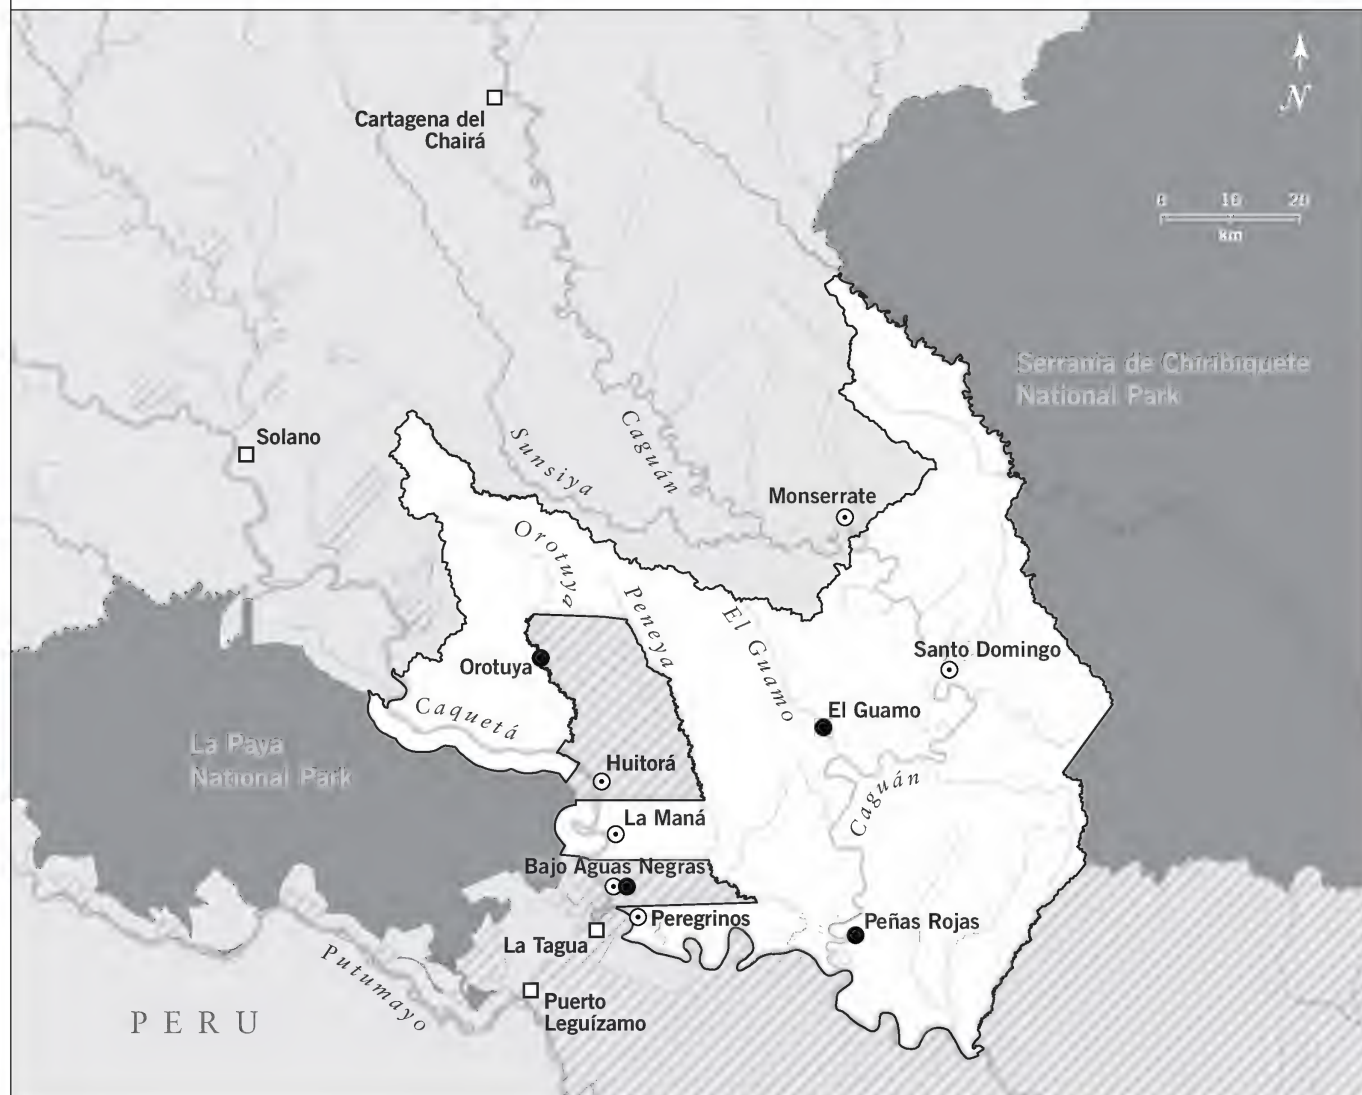 N
Cartagena del
Chairá
0 10 20
km
Serranía de Chiribiquete
National Park
Solano
Caguán
Sunsiya
Monserrate
Orotuya
Peneya
El Guamo
Santo Domingo
Orotuya
Caquetá
El Guamo
La Paya
National Park
Huitorá
Caguán
La Maná
Bajo Aguas Negras
Peregrinos
Peñas Rojas
La Tagua
Putumayo
Puerto
Leguízamo
PERU